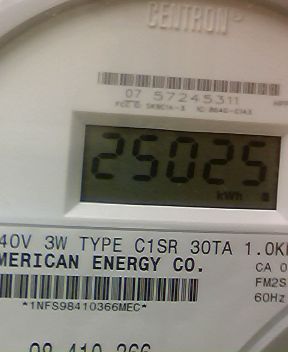 CENTRON
07 57245311
25025
kWh
40V 3W TYPE C1SR 30TA 1.0K
MERICAN ENERGY CO.
CA 0
FM2S
60Hz
*1NFS98410366MEC*